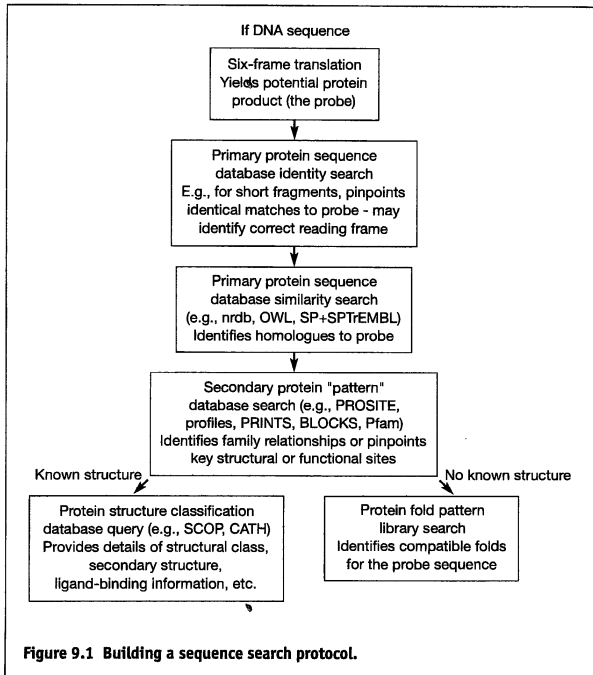 If DNA sequence
Six-frame translation
Yields potential protein
product (the probe)
Primary protein sequence
database identity search
E.g., for short fragments, pinpoints
identical matches to probe - may
identify correct reading frame
Primary protein sequence
database similarity search
(e.g., nrdb, OWL, SP+SPTrEMBL)
Identifies homologues to probe
Secondary protein "pattern"
database search (e.g., PROSITE,
profiles, PRINTS, BLOCKS, Pfam)
Identifies family relationships or pinpoints
key structural or functional sites
Known structure
No known structure
Protein structure classification
database query (e.g., SCOP, CATH)
Provides details of structural class,
secondary structure,
ligand-binding information, etc.
Protein fold pattern
library search
Identifies compatible folds
for the probe sequence
Figure 9.1 Building a sequence search protocol.